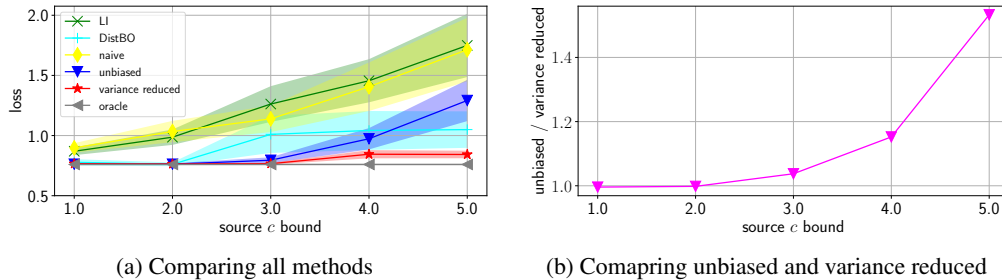 2.0
1.5
1.0
0.5
loss
LI
DistBO
naive
unbiased
variance reduced
oracle
1.0 2.0 3.0 4.0 5.0
source c bound
(a) Comparing all methods
1.4
1.2
1.0
unbiased / variance reduced
1.0 2.0 3.0 4.0 5.0
source c bound
(b) Comapring unbiased and variance reduced